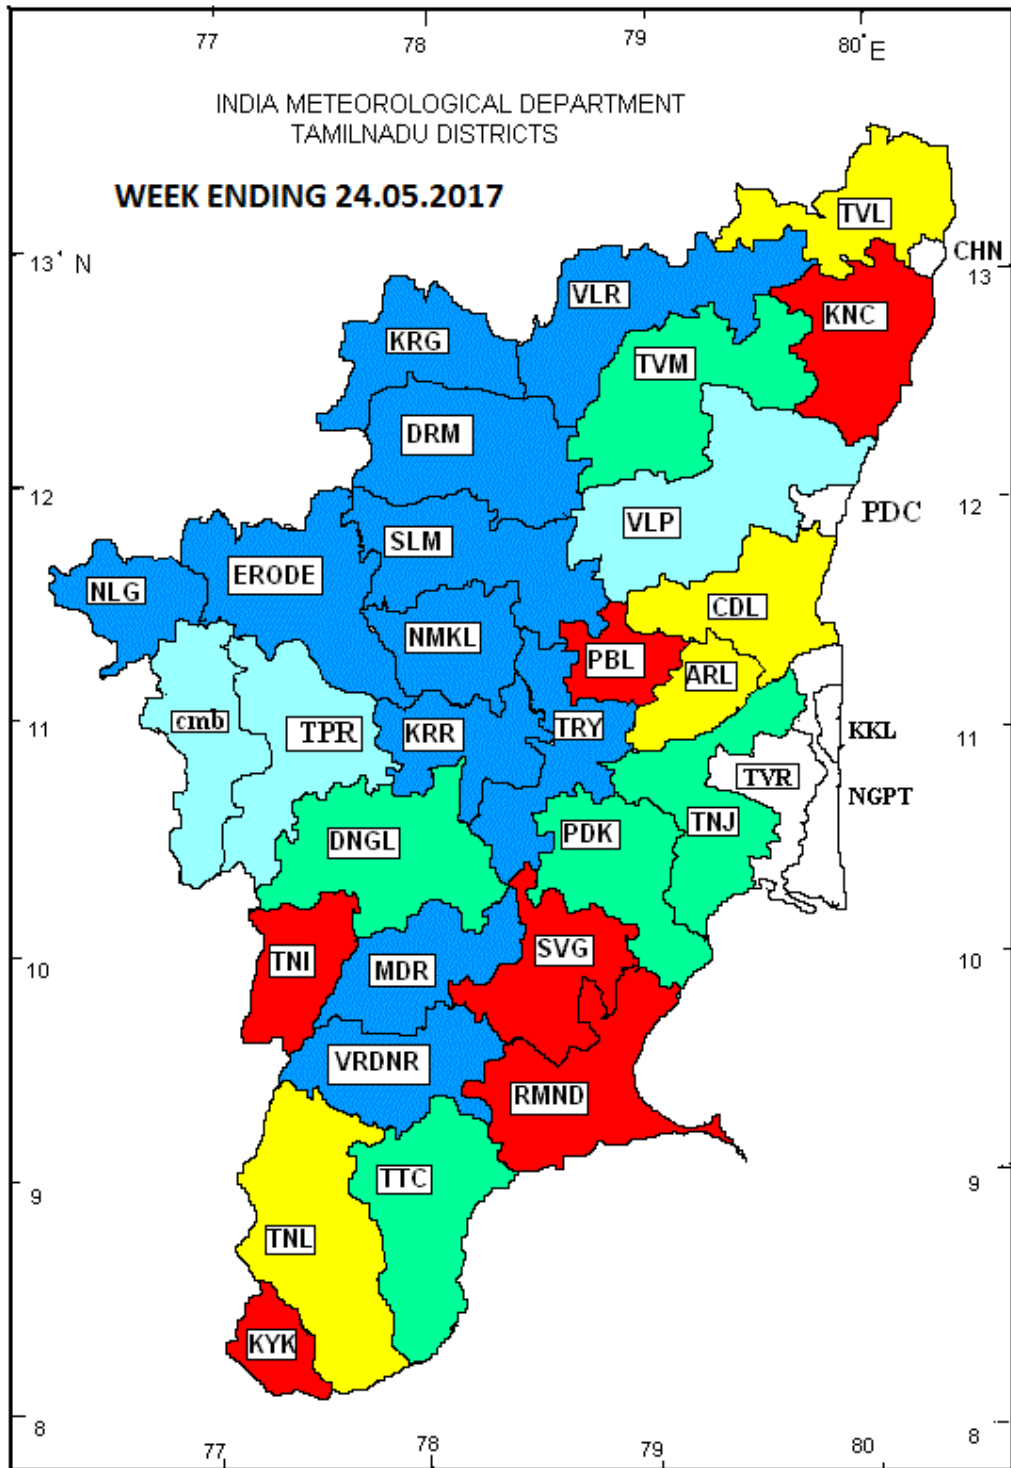 77 78 79 80° E
INDIA METEOROLOGICAL DEPARTMENT
TAMILNADU DISTRICTS
WEEK ENDING 24.05.2017
TVL
CHN
13° N
13
VLR
KNC
KRG
TVM
DRM
12
12
PDC
VLP
SLM
ERODE
NLG
CDL
NMKL
PBL
ARL
cmb
TPR
KRR
TRY
11
11
KKL
TVR
NGPT
DNGL
PDK
TNJ
TNI
MDR
SVG
10
10
VRDNR
RMND
TTC
9
9
TNL
KYK
8
8
77 78 79 80